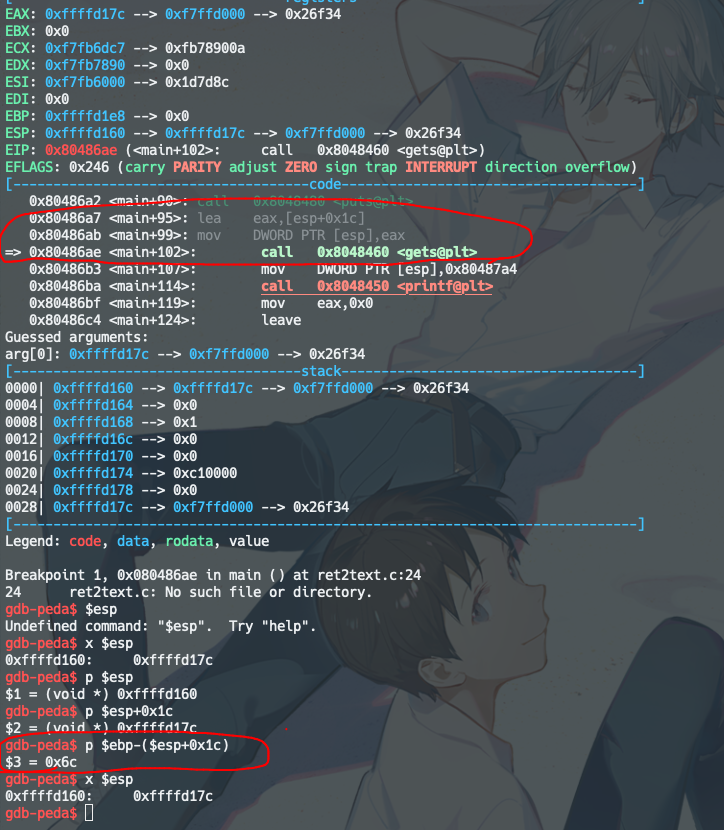 [----------------------------------registers-----------------------------------]
EAX: 0xffffd17c --> 0xf7ffd000 --> 0x26f34
EBX: 0x0
ECX: 0xf7fb6dc7 --> 0xfb78900a
EDX: 0xf7fb7890 --> 0x0
ESI: 0xf7fb6000 --> 0x1d7d8c
EDI: 0x0
EBP: 0xffffd1e8 --> 0x0
ESP: 0xffffd160 --> 0xffffd17c --> 0xf7ffd000 --> 0x26f34
EIP: 0x80486ae (<main+102>: call 0x8048460 <gets@plt>)
EFLAGS: 0x246 (carry PARITY adjust ZERO sign trap INTERRUPT direction overflow)
[-------------------------------------code-------------------------------------]
0x80486a2 <main+90>: call 0x8048480 <puts@plt>
0x80486a7 <main+95>: lea eax,[esp+0x1c]
0x80486ab <main+99>: mov DWORD PTR [esp],eax
=> 0x80486ae <main+102>: call 0x8048460 <gets@plt>
0x80486b3 <main+107>: mov DWORD PTR [esp],0x80487a4
0x80486ba <main+114>: call 0x8048450 <printf@plt>
0x80486bf <main+119>: mov eax,0x0
0x80486c4 <main+124>: leave
Guessed arguments:
arg[0]: 0xffffd17c --> 0xf7ffd000 --> 0x26f34
[------------------------------------stack-------------------------------------]
0000| 0xffffd160 --> 0xffffd17c --> 0xf7ffd000 --> 0x26f34
0004| 0xffffd164 --> 0x0
0008| 0xffffd168 --> 0x1
0012| 0xffffd16c --> 0x0
0016| 0xffffd170 --> 0x0
0020| 0xffffd174 --> 0xc10000
0024| 0xffffd178 --> 0x0
0028| 0xffffd17c --> 0xf7ffd000 --> 0x26f34
[------------------------------------------------------------------------------]
Legend: code, data, rodata, value
Breakpoint 1, 0x080486ae in main () at ret2text.c:24
24 ret2text.c: No such file or directory.
gdb-peda$ $esp
Undefined command: "$esp". Try "help".
gdb-peda$ x $esp
0xffffd160: 0xffffd17c
gdb-peda$ p $esp
$1 = (void *) 0xffffd160
gdb-peda$ p $esp+0x1c
$2 = (void *) 0xffffd17c
gdb-peda$ p $ebp-($esp+0x1c)
$3 = 0x6c
gdb-peda$ x $esp
0xffffd160: 0xffffd17c
gdb-peda$